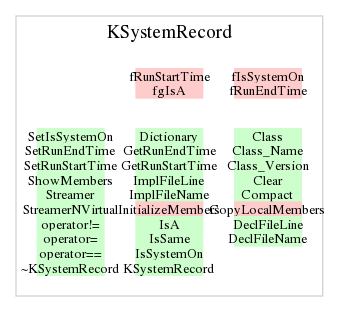 KSystemRecord
fRunStartTime
fgIsA
fIsSystemOn
fRunEndTime
SetIsSystemOn
SetRunEndTime
SetRunStartTime
ShowMembers
Streamer
StreamerNVirtual
operator!=
operator=
operator==
~KSystemRecord
Dictionary
GetRunEndTime
GetRunStartTime
ImplFileLine
ImplFileName
InitializeMembers
IsA
IsSame
IsSystemOn
KSystemRecord
Class
Class_Name
Class_Version
Clear
Compact
CopyLocalMembers
DeclFileLine
DeclFileName